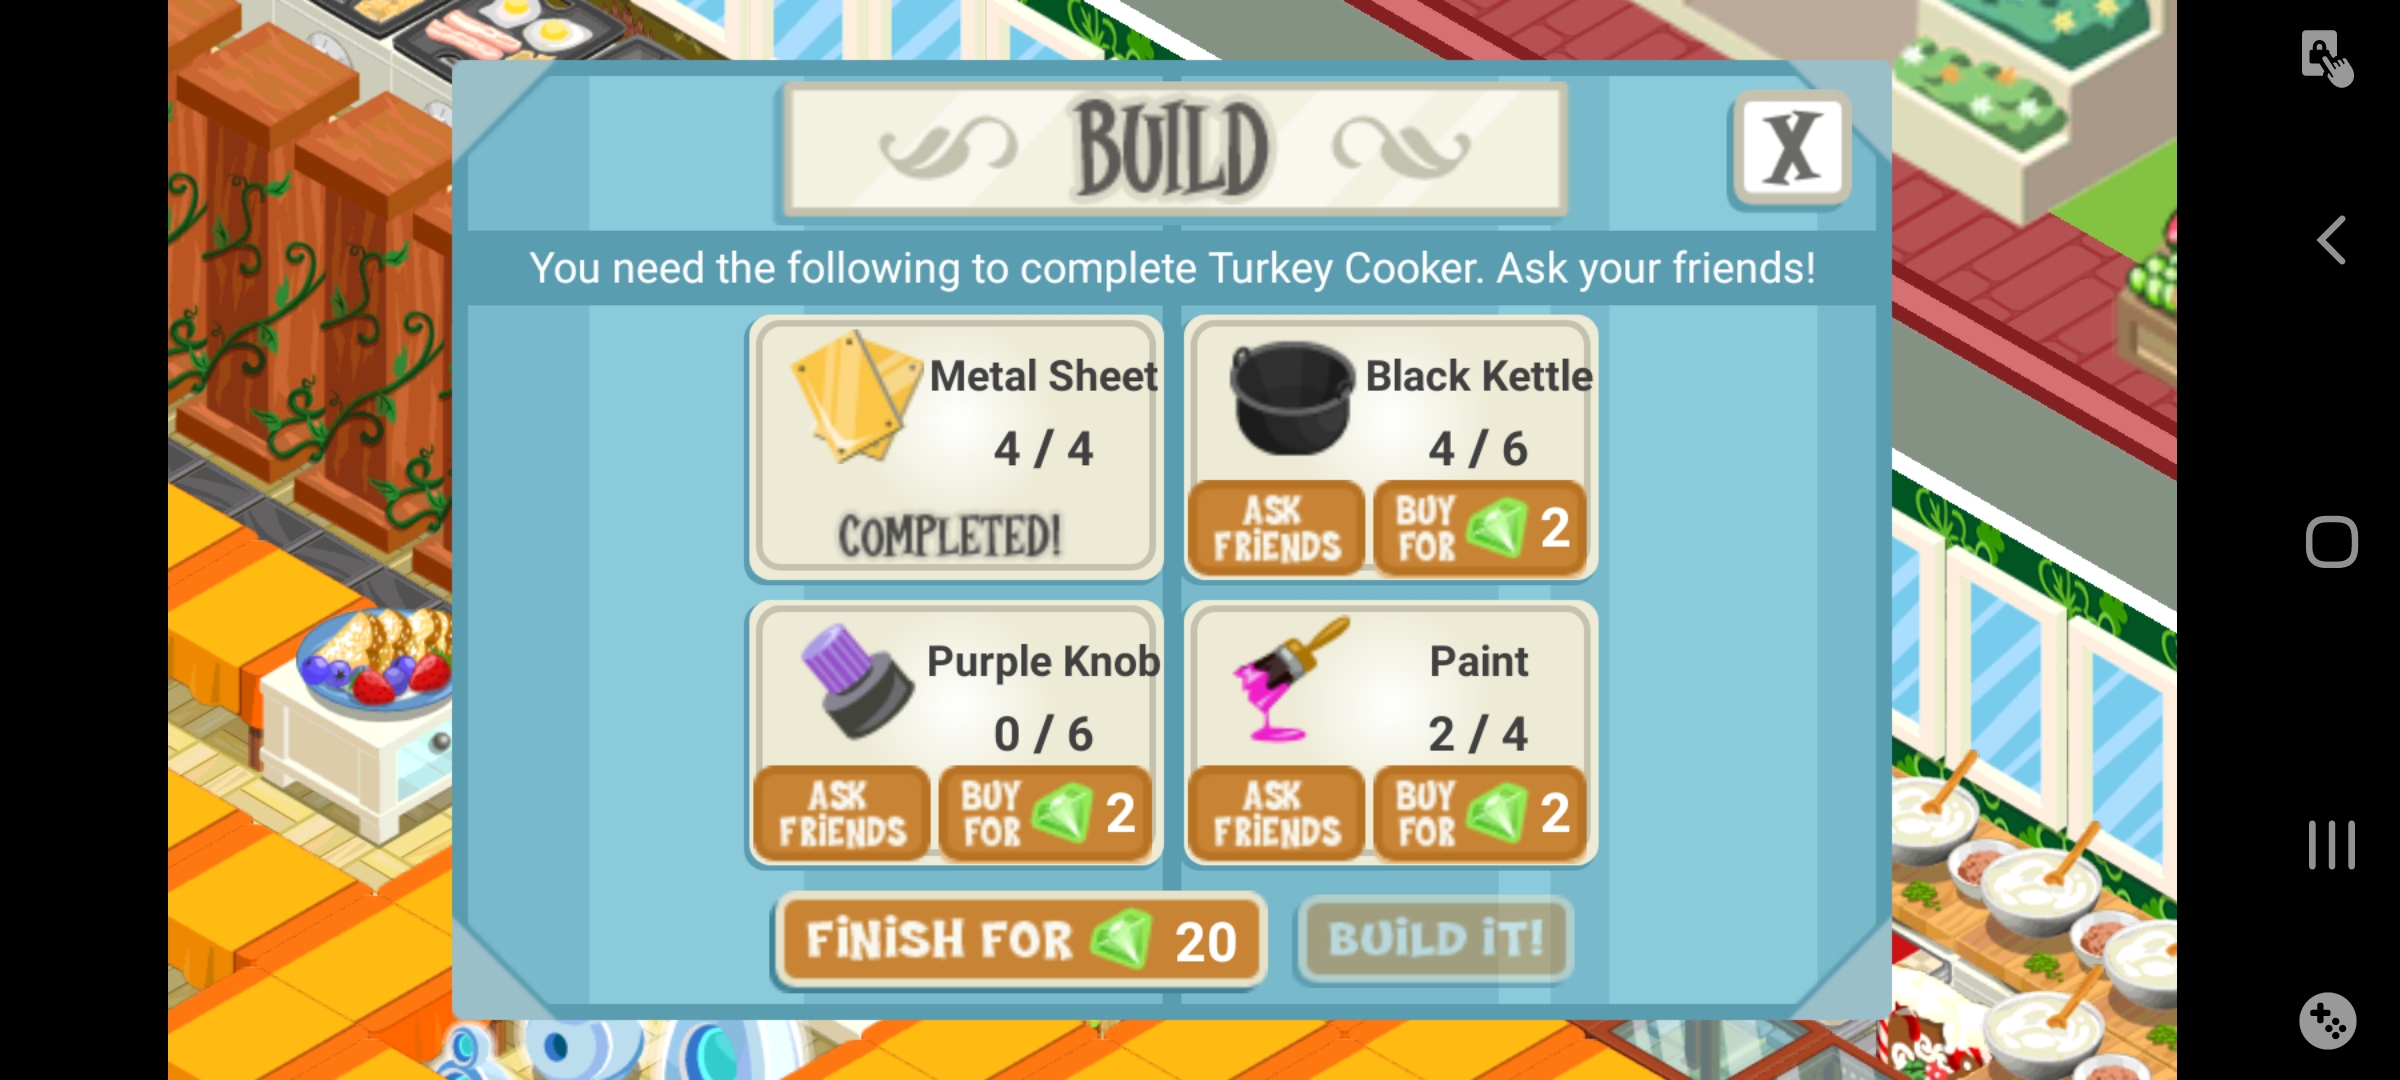 BUILD
X
You need the following to complete Turkey Cooker. Ask your friends!
Metal Sheet
4 / 4
COMPLETED!
Black Kettle
4 / 6
ASK
FRiENDS
BUY
FOR
2
Purple Knob
0 / 6
ASK
FRiENDS
BUY
FOR
2
Paint
2 / 4
ASK
FRiENDS
BUY
FOR
2
FiNiSH FOR 20
BUiLD iT!